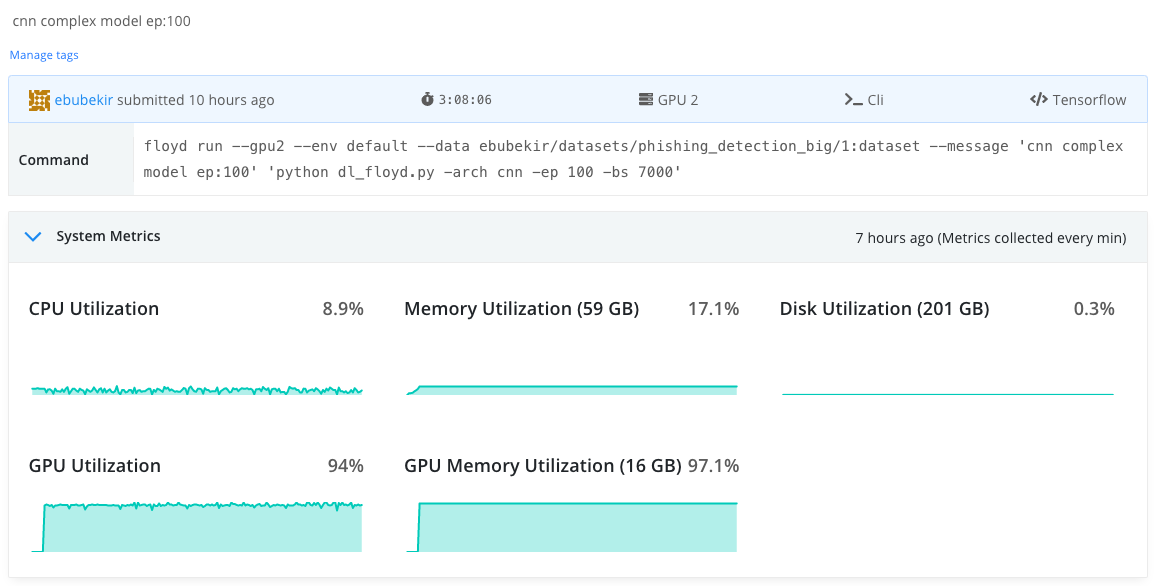 cnn complex model ep:100
Manage tags
ebubekir submitted 10 hours ago 3:08:06 GPU 2 Cli Tensorflow
Command
floyd run --gpu2 --env default --data ebubekir/datasets/phishing_detection_big/1:dataset --message 'cnn complex
model ep:100' 'python dl_floyd.py -arch cnn -ep 100 -bs 7000'
System Metrics 7 hours ago (Metrics collected every min)
CPU Utilization 8.9% Memory Utilization (59 GB) 17.1% Disk Utilization (201 GB) 0.3%
GPU Utilization 94% GPU Memory Utilization (16 GB) 97.1%